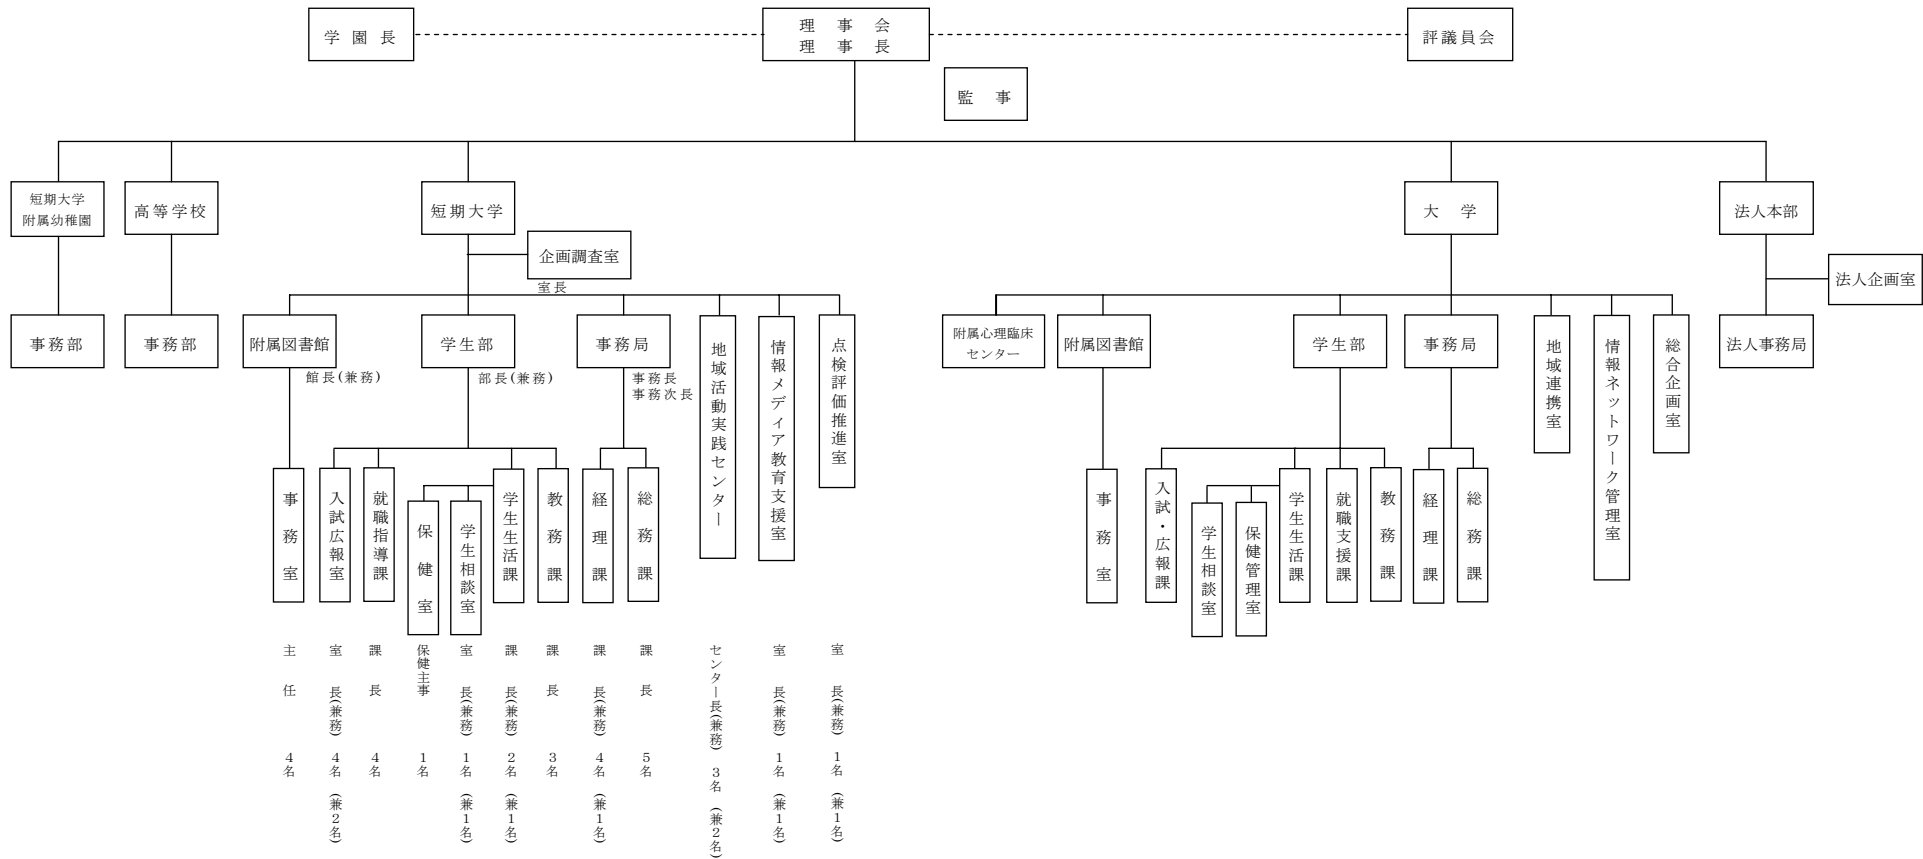 学園長
理事会
理事長
評議員会
監事
短期大学
附属幼稚園
高等学校
短期大学
大学
法人本部
企画調査室
室長
法人企画室
事務部
事務部
附属図書館
館長(兼務)
学生部
部長(兼務)
事務局
事務長
事務次長
地域活動実践センター
情報メディア教育支援室
点検評価推進室
附属心理臨床
センター
附属図書館
学生部
事務局
地域連携室
情報ネットワーク管理室
総合企画室
法人事務局
事務室
入試広報室
就職指導課
保健室
学生相談室
学生生活課
教務課
経理課
総務課
事務室
入試・広報課
学生相談室
保健管理室
学生生活課
就職支援課
教務課
経理課
総務課
主任 4名
室長(兼務) 4名 (兼2名)
課長 4名
保健主事 1名
室長(兼務) 1名 (兼1名)
課長(兼務) 2名 (兼1名)
課長 3名
課長(兼務) 4名 (兼1名)
課長 5名
センター長(兼務) 3名 (兼2名)
室長(兼務) 1名 (兼1名)
室長(兼務) 1名 (兼1名)